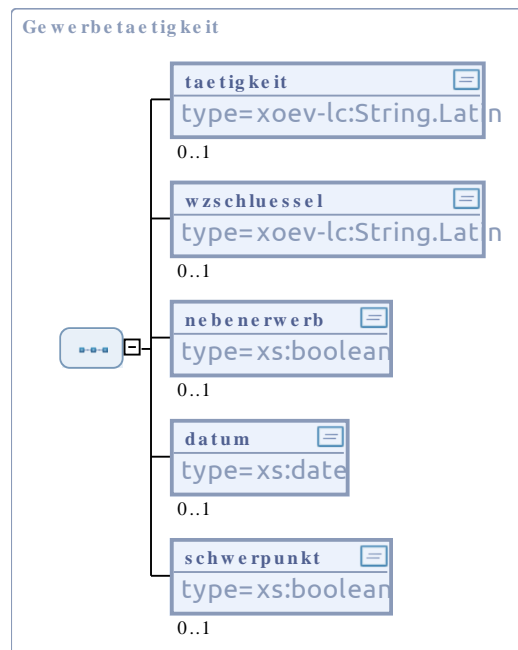 Gewerbetaetigkeit
taetigkeit
type=xoev-lc:String.Latin
0..1
wzschluessel
type=xoev-lc:String.Latin
0..1
nebenerwerb
type=xs:boolean
0..1
datum
type=xs:date
0..1
schwerpunkt
type=xs:boolean
0..1